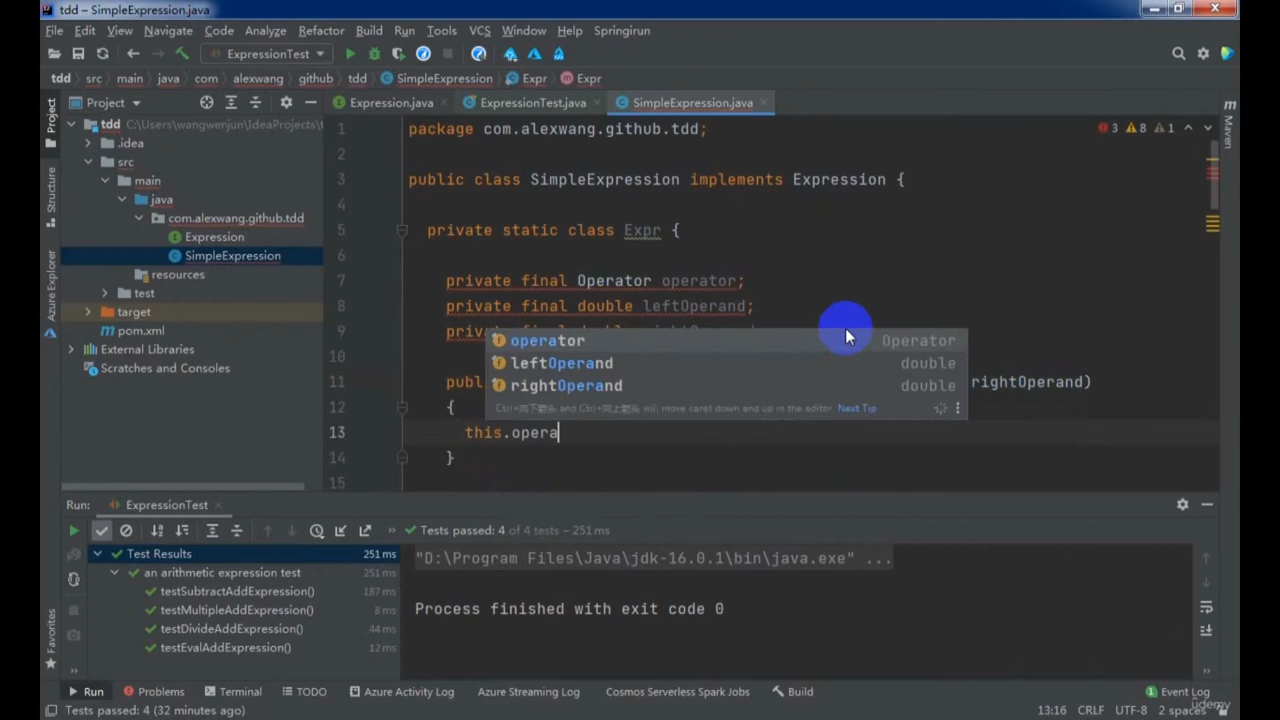 tdd – SimpleExpression.java
File Edit View Navigate Code Analyze Refactor Build Run Tools VCS Window Help Springirun
ExpressionTest
tdd src main java com alexwang github tdd SimpleExpression Expr Expr
Project
Expression.java ExpressionTest.java SimpleExpression.java
Project
Structure
Azure Explorer
Favorites
Maven
tdd C:\Users\wangwenjun\IdeaProjects\t
.idea
src
main
java
com.alexwang.github.tdd
Expression
SimpleExpression
resources
test
target
pom.xml
External Libraries
Scratches and Consoles
3 8 1
1 package com.alexwang.github.tdd;
2
3 public class SimpleExpression implements Expression {
4
5 private static class Expr {
6
7 private final Operator operator;
8 private final double leftOperand;
9
10
11 rightOperand)
12 {
13 this.opera
14 }
15
operator Operator
leftOperand double
rightOperand double
Ctrl+向下箭头 and Ctrl+向上箭头 will move caret down and up in the editor Next Tip
Run: ExpressionTest
Tests passed: 4 of 4 tests – 251 ms
Test Results 251 ms
an arithmetic expression test 251 ms
testSubtractAddExpression() 187 ms
testMultipleAddExpression() 8 ms
testDivideAddExpression() 44 ms
testEvalAddExpression() 12 ms
"D:\Program Files\Java\jdk-16.0.1\bin\java.exe" ...
Process finished with exit code 0
Run Problems Terminal TODO Azure Activity Log Azure Streaming Log Cosmos Serverless Spark Jobs Build 1 Event Log
Tests passed: 4 (32 minutes ago) 13:16 CRLF UTF-8 2 spaces
udemy